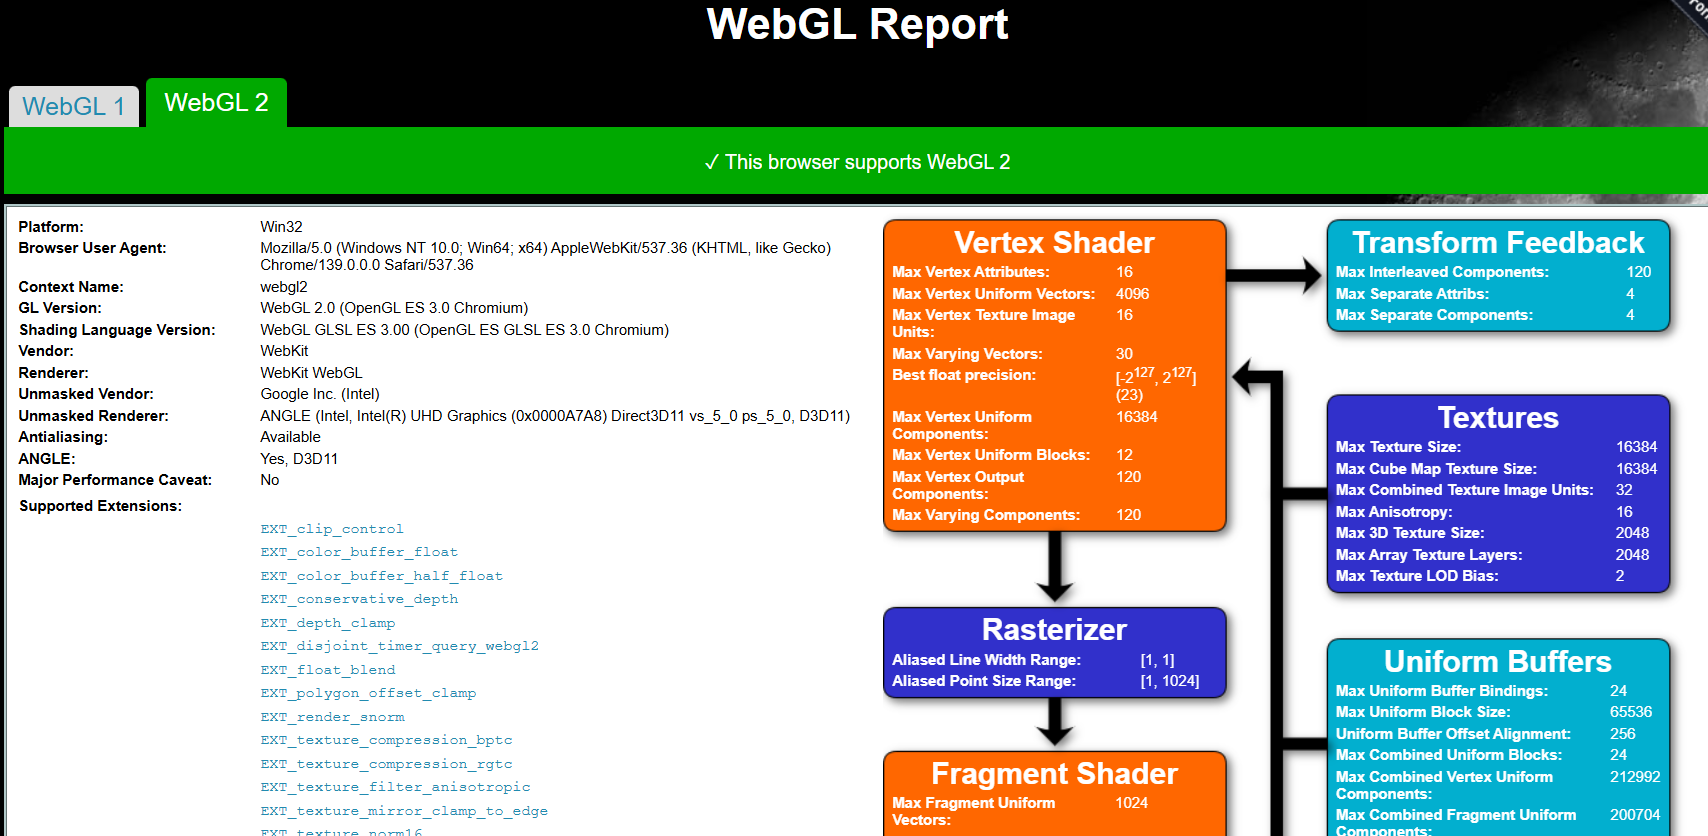 WebGL Report
WebGL 1
WebGL 2
✓ This browser supports WebGL 2
Platform: Win32
Browser User Agent: Mozilla/5.0 (Windows NT 10.0; Win64; x64) AppleWebKit/537.36 (KHTML, like Gecko)
Chrome/139.0.0.0 Safari/537.36
Context Name: webgl2
GL Version: WebGL 2.0 (OpenGL ES 3.0 Chromium)
Shading Language Version: WebGL GLSL ES 3.00 (OpenGL ES GLSL ES 3.0 Chromium)
Vendor: WebKit
Renderer: WebKit WebGL
Unmasked Vendor: Google Inc. (Intel)
Unmasked Renderer: ANGLE (Intel, Intel(R) UHD Graphics (0x0000A7A8) Direct3D11 vs_5_0 ps_5_0, D3D11)
Antialiasing: Available
ANGLE: Yes, D3D11
Major Performance Caveat: No
Supported Extensions:
EXT_clip_control
EXT_color_buffer_float
EXT_color_buffer_half_float
EXT_conservative_depth
EXT_depth_clamp
EXT_disjoint_timer_query_webgl2
EXT_float_blend
EXT_polygon_offset_clamp
EXT_render_snorm
EXT_texture_compression_bptc
EXT_texture_compression_rgtc
EXT_texture_filter_anisotropic
EXT_texture_mirror_clamp_to_edge
EXT_texture_norm16
Vertex Shader
Max Vertex Attributes: 16
Max Vertex Uniform Vectors: 4096
Max Vertex Texture Image 16
Units:
Max Varying Vectors: 30
Best float precision: [-2^127, 2^127]
(23)
Max Vertex Uniform 16384
Components:
Max Vertex Uniform Blocks: 12
Max Vertex Output 120
Components:
Max Varying Components: 120
Rasterizer
Aliased Line Width Range: [1, 1]
Aliased Point Size Range: [1, 1024]
Fragment Shader
Max Fragment Uniform 1024
Vectors:
Transform Feedback
Max Interleaved Components: 120
Max Separate Attribs: 4
Max Separate Components: 4
Textures
Max Texture Size: 16384
Max Cube Map Texture Size: 16384
Max Combined Texture Image Units: 32
Max Anisotropy: 16
Max 3D Texture Size: 2048
Max Array Texture Layers: 2048
Max Texture LOD Bias: 2
Uniform Buffers
Max Uniform Buffer Bindings: 24
Max Uniform Block Size: 65536
Uniform Buffer Offset Alignment: 256
Max Combined Uniform Blocks: 24
Max Combined Vertex Uniform 212992
Components:
Max Combined Fragment Uniform 200704
Components: